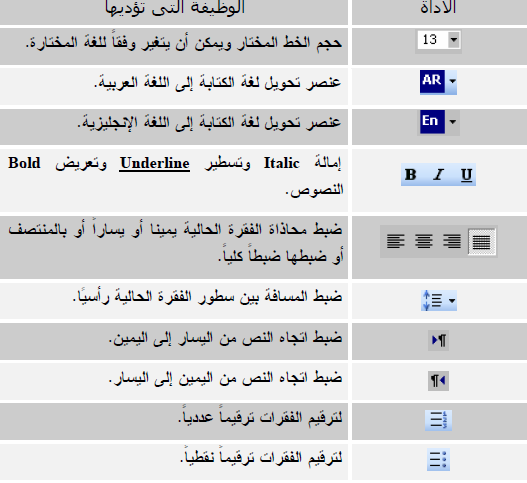 الأداة الوظيفة التى تؤديها
13 حجم الخط المختار ويمكن أن يتغير وفقاً للغة المختارة.
AR عنصر تحويل لغة الكتابة إلى اللغة العربية.
En عنصر تحويل لغة الكتابة إلى اللغة الإنجليزية.
B I U إمالة Italic وتسطير Underline وتعريض Bold
النصوص.
ضبط محاذاة الفقرة الحالية يمينا أو يساراً أو بالمنتصف
أو ضبطها ضبطاً كلياً.
ضبط المسافة بين سطور الفقرة الحالية رأسيًا.
ضبط اتجاه النص من اليسار إلى اليمين.
ضبط اتجاه النص من اليمين إلى اليسار.
لترقيم الفقرات ترقيماً عددياً.
لترقيم الفقرات ترقيماً نقطياً.